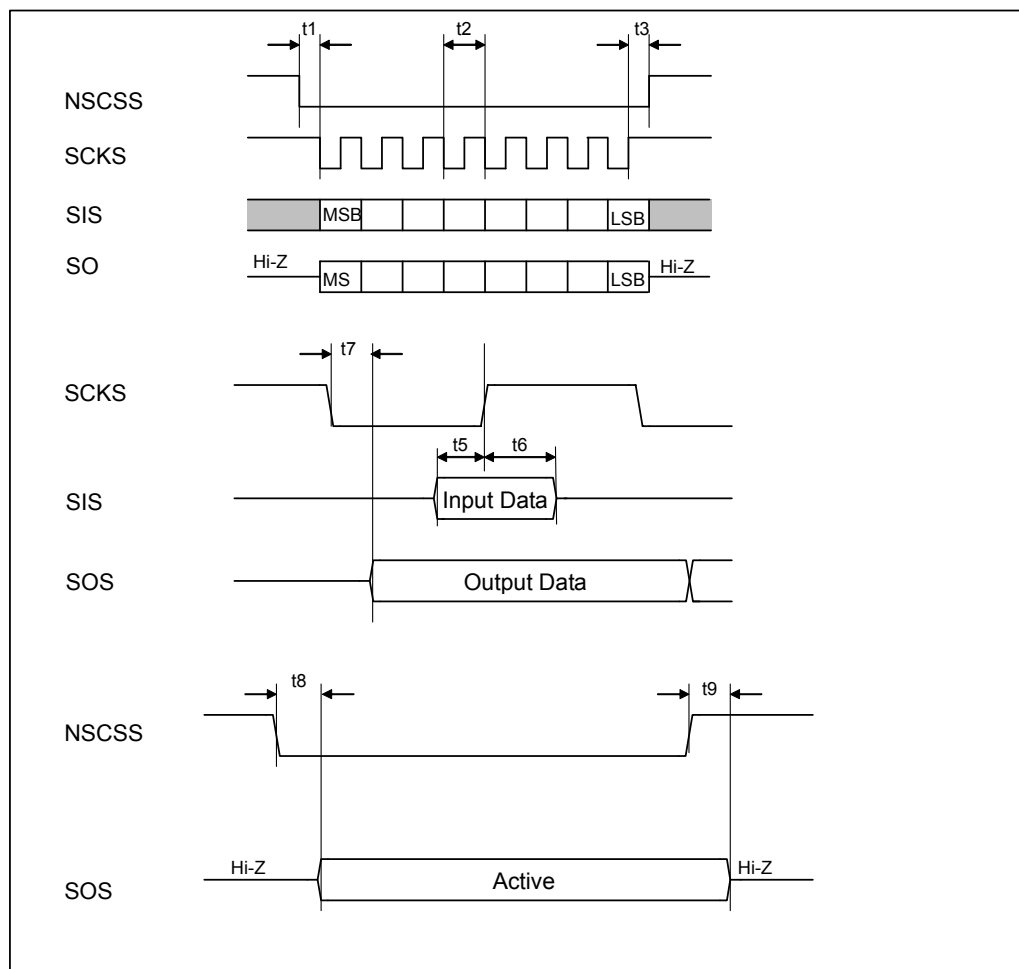 t1 t2 t3
NSCSS
SCKS
SIS MSB LSB
SO Hi-Z MS LSB Hi-Z
t7
SCKS
t5 t6
SIS Input Data
SOS Output Data
t8 t9
NSCSS
SOS Hi-Z Active Hi-Z